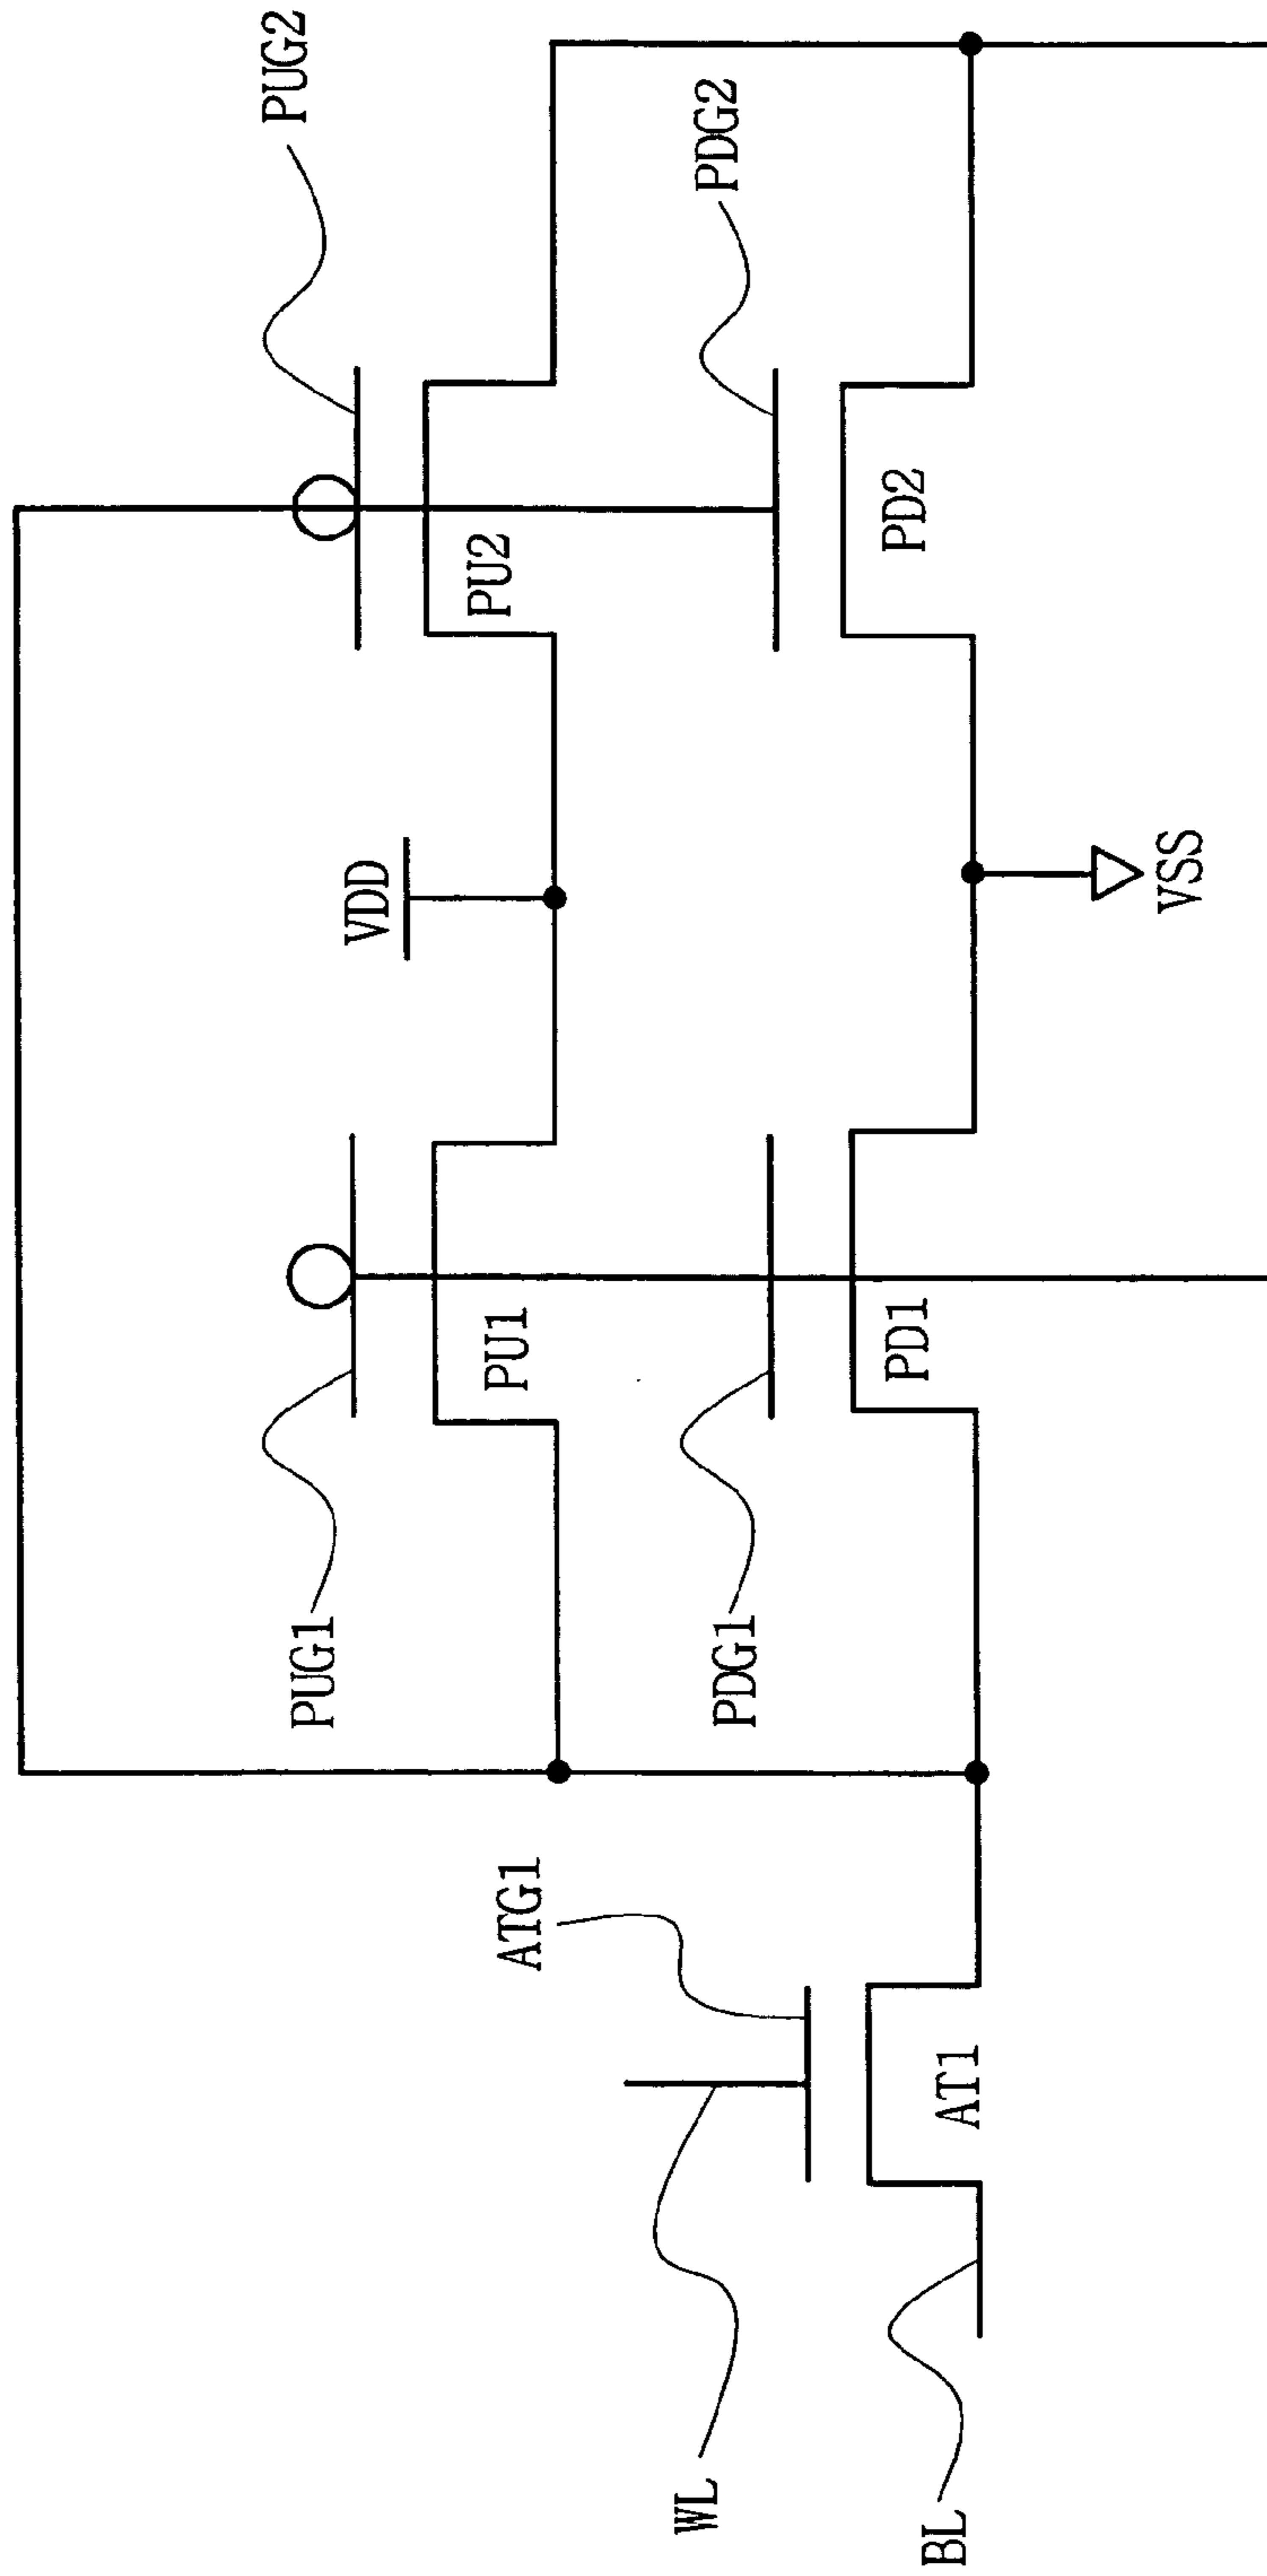 PUG2
PDG2
PU2
PD2
VDD
VSS
PU1
PD1
PUG1
PDG1
ATG1
AT1
WL
BL